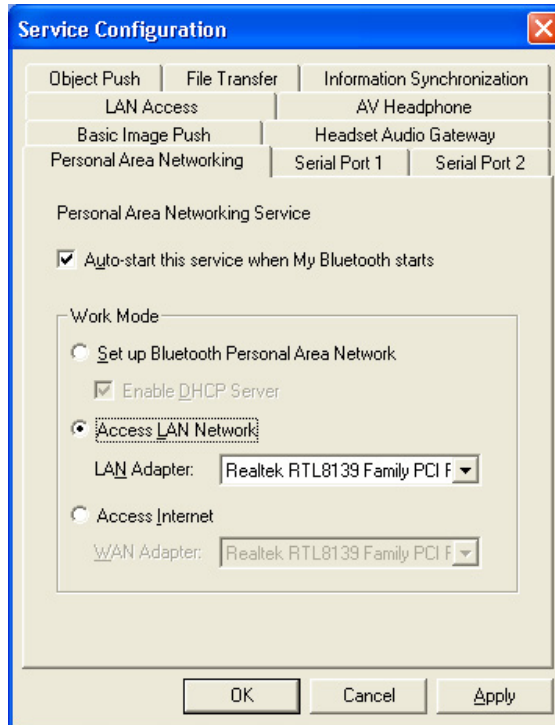 Service Configuration
Object Push File Transfer Information Synchronization
LAN Access AV Headphone
Basic Image Push Headset Audio Gateway
Personal Area Networking Serial Port 1 Serial Port 2
Personal Area Networking Service
Auto-start this service when My Bluetooth starts
Work Mode
Set up Bluetooth Personal Area Network
Enable DHCP Server
Access LAN Network
LAN Adapter: Realtek RTL8139 Family PCI F
Access Internet
WAN Adapter: Realtek RTL8139 Family PCI F
OK Cancel Apply